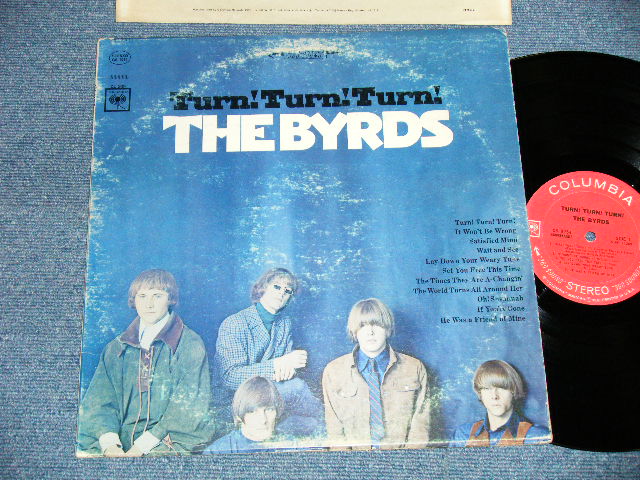 Turn! Turn! Turn!
THE BYRDS
Turn! Turn! Turn!
It Won't Be Wrong
Satisfied Mind
Wait and See
Lay Down Your Weary Tune
Set You Free This Time
The Times They Are A-Changin'
The World Turns All Around Her
Oh! Susannah
If You're Gone
He Was a Friend of Mine
COLUMBIA
TURN! TURN! TURN!
THE BYRDS
SIDE 1
STEREO